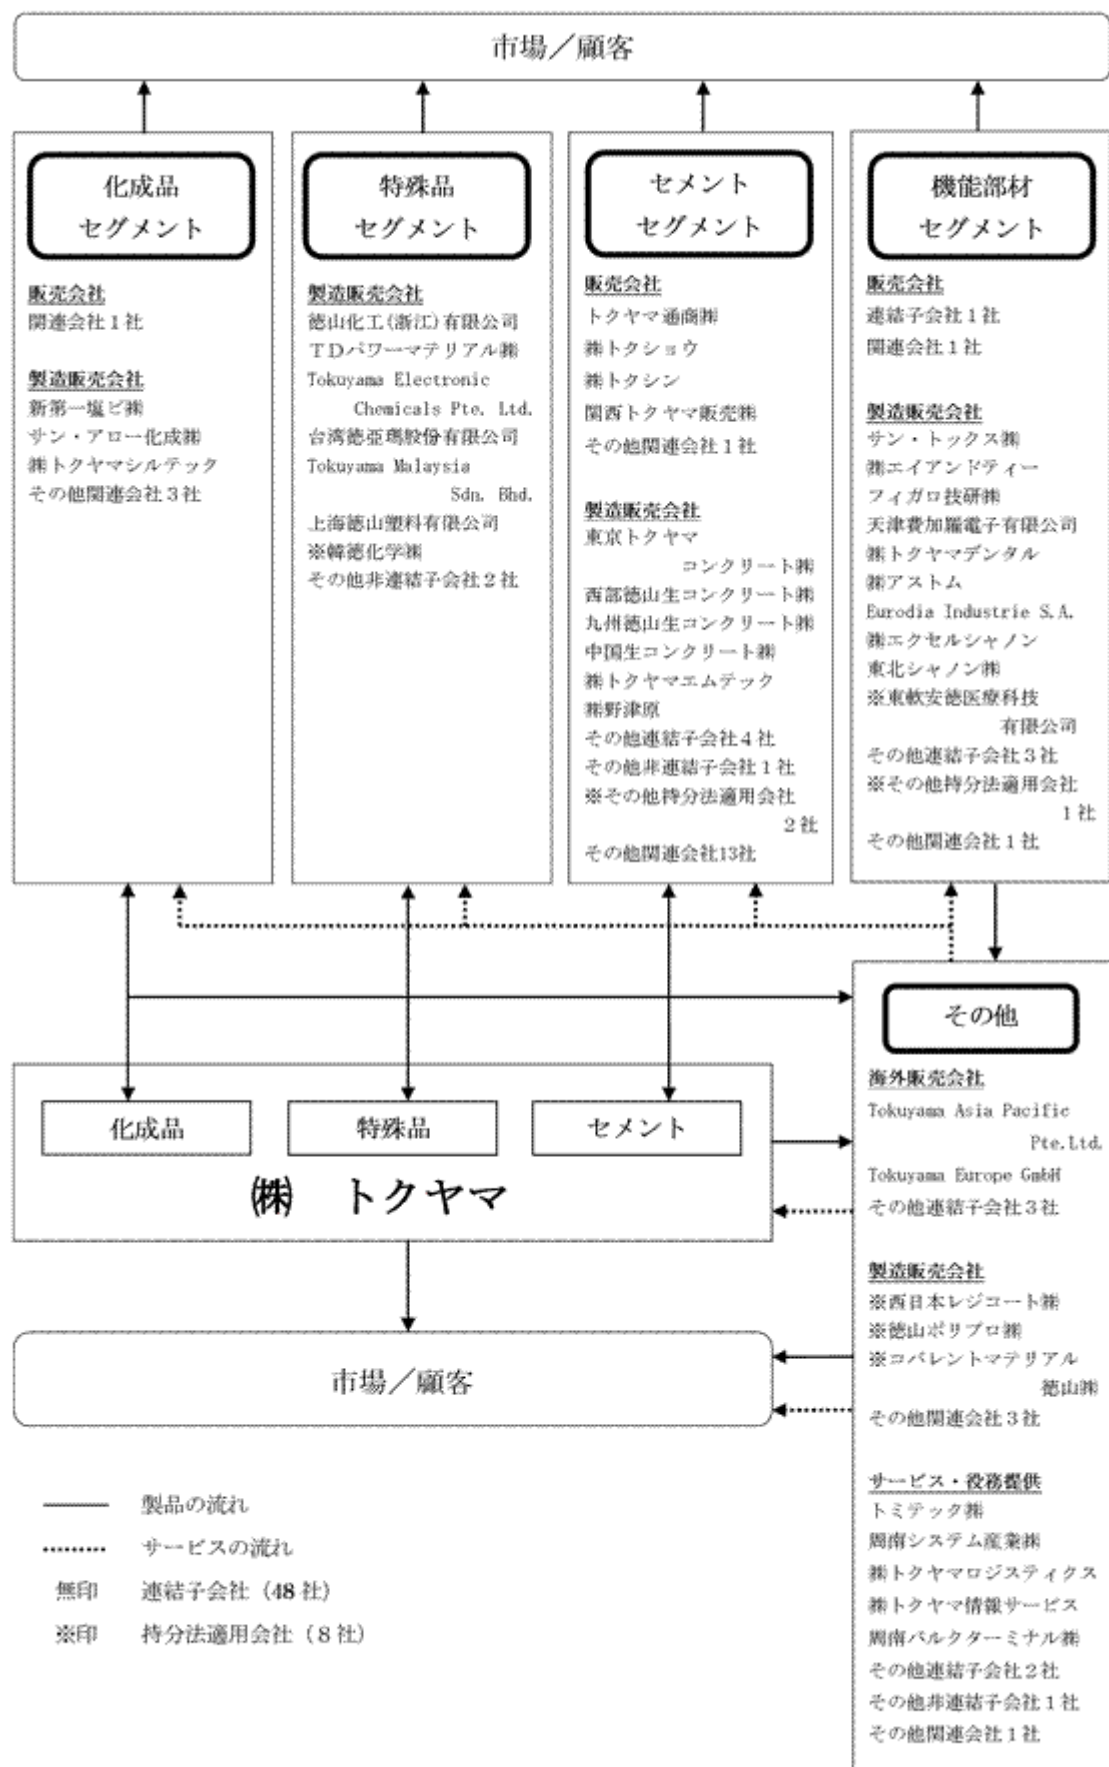 市場／顧客
化成品
セグメント
販売会社
関連会社１社
製造販売会社
新第一塩ビ㈱
サン・アロー化成㈱
㈱トクヤマシルテック
その他関連会社３社
特殊品
セグメント
製造販売会社
徳山化工(浙江)有限公司
ＴＤパワーマテリアル㈱
Tokuyama Electronic
Chemicals Pte. Ltd.
台湾徳亞瑪股份有限公司
Tokuyama Malaysia
Sdn. Bhd.
上海徳山塑料有限公司
※韓徳化学㈱
その他非連結子会社２社
セメント
セグメント
販売会社
トクヤマ通商㈱
㈱トクショウ
㈱トクシン
関西トクヤマ販売㈱
その他関連会社１社
製造販売会社
東京トクヤマ
コンクリート㈱
西部徳山生コンクリート㈱
九州徳山生コンクリート㈱
中国生コンクリート㈱
㈱トクヤマエムテック
㈱野津原
その他連結子会社４社
その他非連結子会社１社
※その他持分法適用会社
２社
その他関連会社13社
機能部材
セグメント
販売会社
連結子会社１社
関連会社１社
製造販売会社
サン・トックス㈱
㈱エイアンドティー
フィガロ技研㈱
天津費加羅電子有限公司
㈱トクヤマデンタル
㈱アストム
Eurodia Industrie S.A.
㈱エクセルシャノン
東北シャノン㈱
※東軟安徳医療科技
有限公司
その他連結子会社３社
※その他持分法適用会社
１社
その他関連会社１社
化成品
特殊品
セメント
㈱ トクヤマ
市場／顧客
その他
海外販売会社
Tokuyama Asia Pacific
Pte.Ltd.
Tokuyama Europe GmbH
その他連結子会社３社
製造販売会社
※西日本レジコート㈱
※徳山ポリプロ㈱
※コバレントマテリアル
徳山㈱
その他関連会社３社
サービス・役務提供
トミテック㈱
周南システム産業㈱
㈱トクヤマロジスティクス
㈱トクヤマ情報サービス
周南バルクターミナル㈱
その他連結子会社２社
その他非連結子会社１社
その他関連会社１社
製品の流れ
サービスの流れ
無印 連結子会社（48 社）
※印 持分法適用会社（８社）